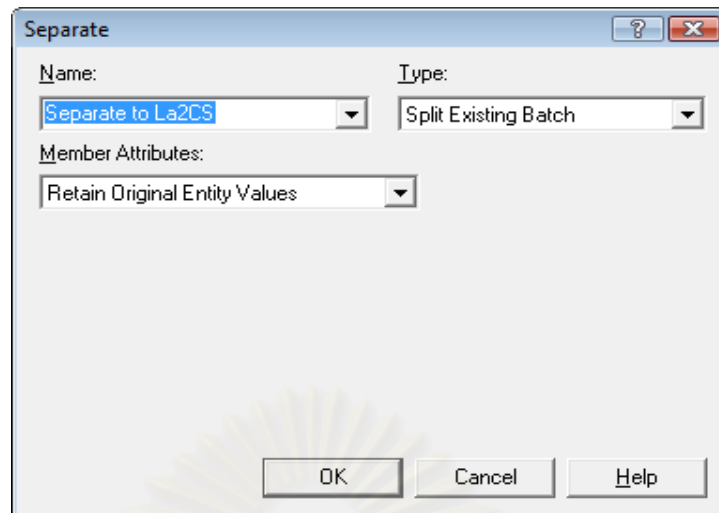 Separate
Name: Type:
Separate to La2CS Split Existing Batch
Member Attributes:
Retain Original Entity Values
OK Cancel Help